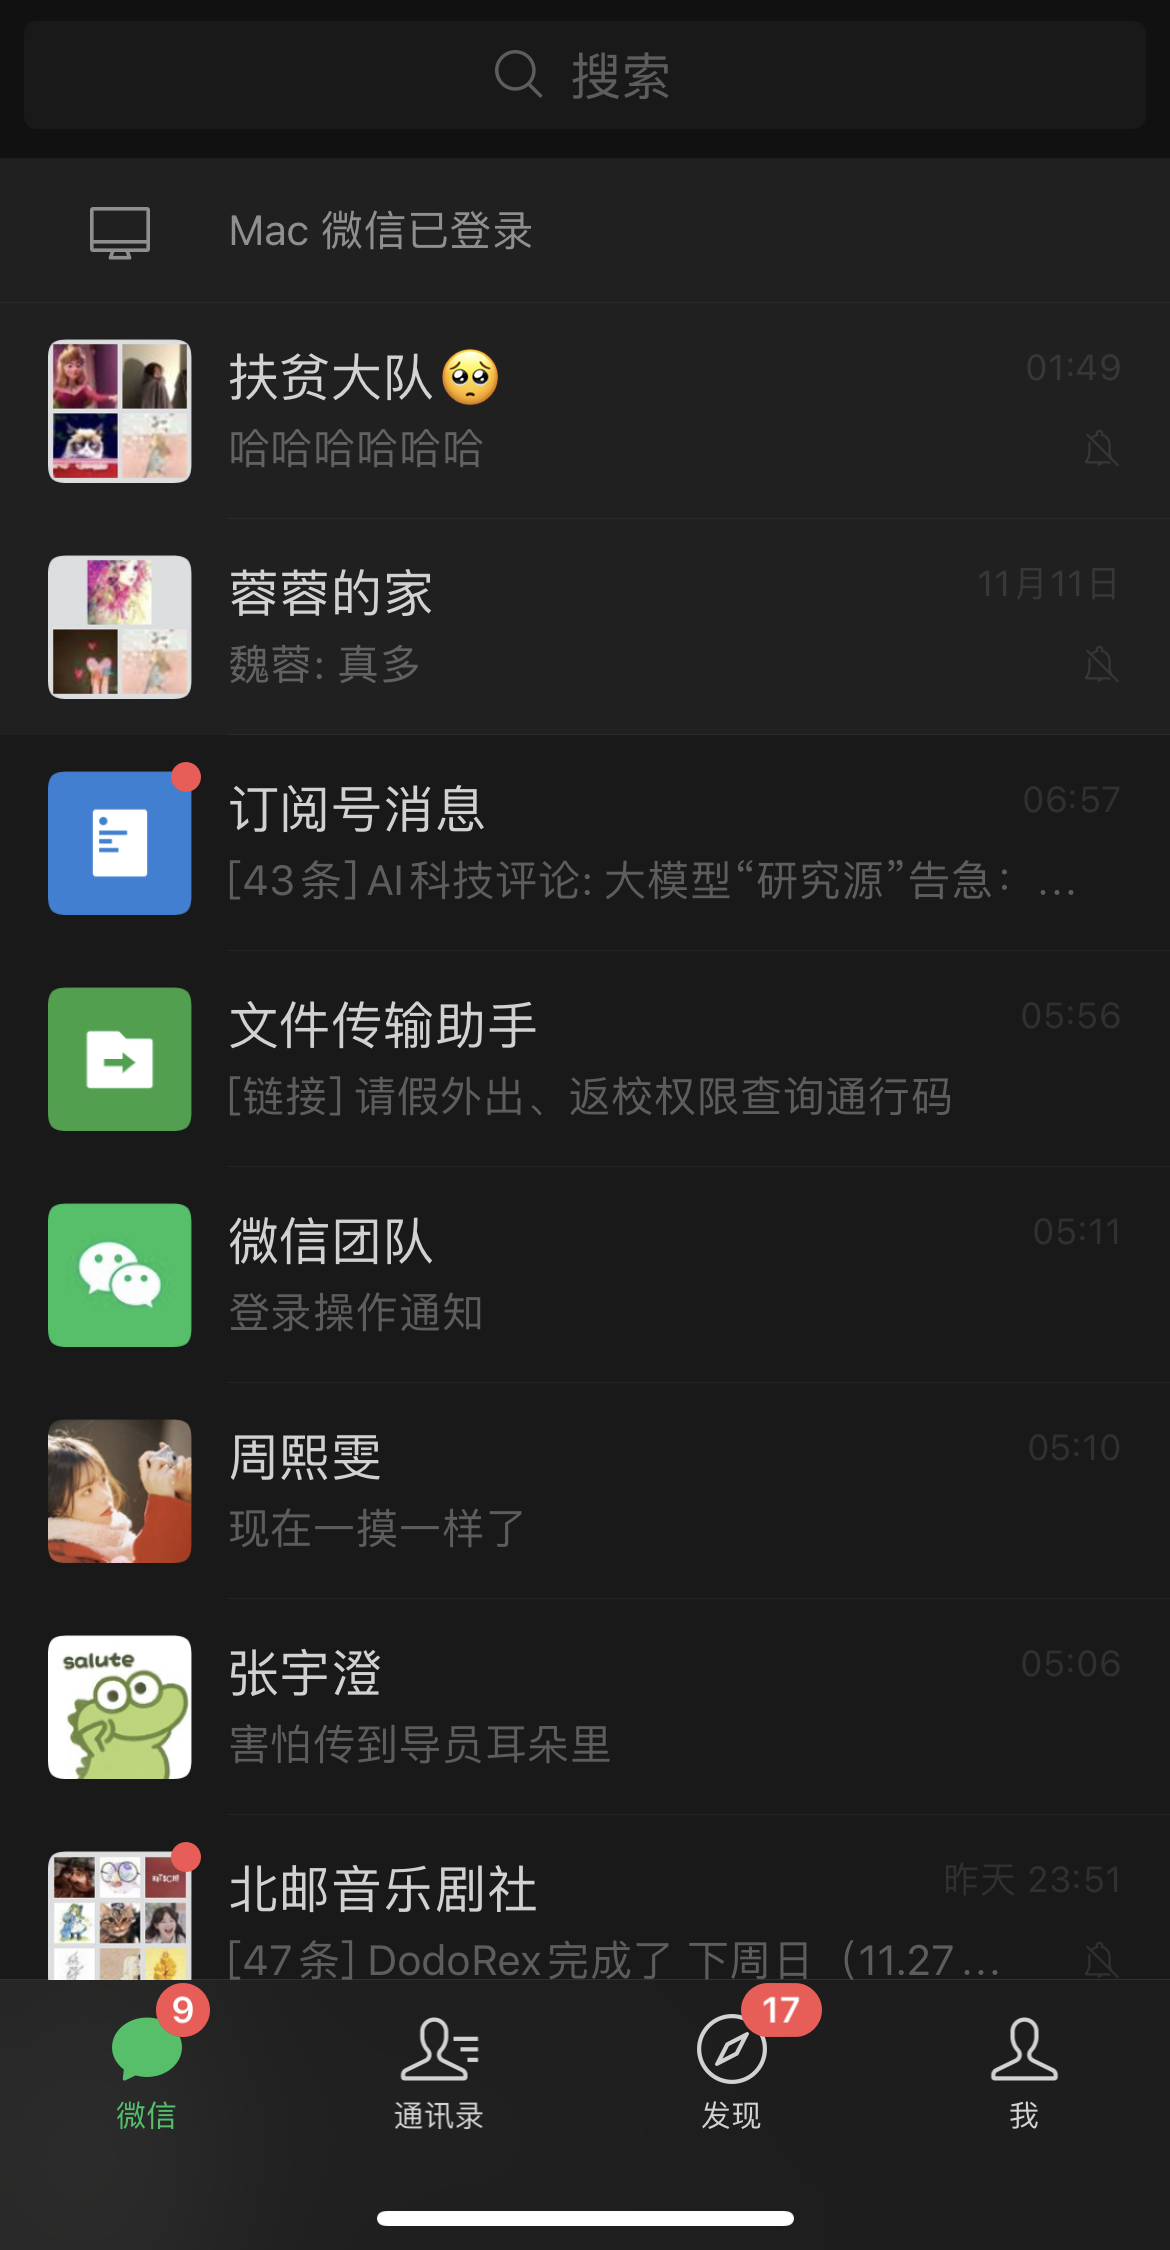 搜索
Mac 微信已登录
扶贫大队🥺
01:49
哈哈哈哈哈哈
蓉蓉的家
11月11日
魏蓉: 真多
订阅号消息
06:57
[43条] AI科技评论: 大模型“研究源”告急： ...
文件传输助手
05:56
[链接] 请假外出、返校权限查询通行码
微信团队
05:11
登录操作通知
周熙雯
05:10
现在一摸一样了
salute
张宇澄
05:06
害怕传到导员耳朵里
北邮音乐剧社
昨天 23:51
[47条] DodoRex完成了 下周日（11.27...
9
17
微信
通讯录
发现
我